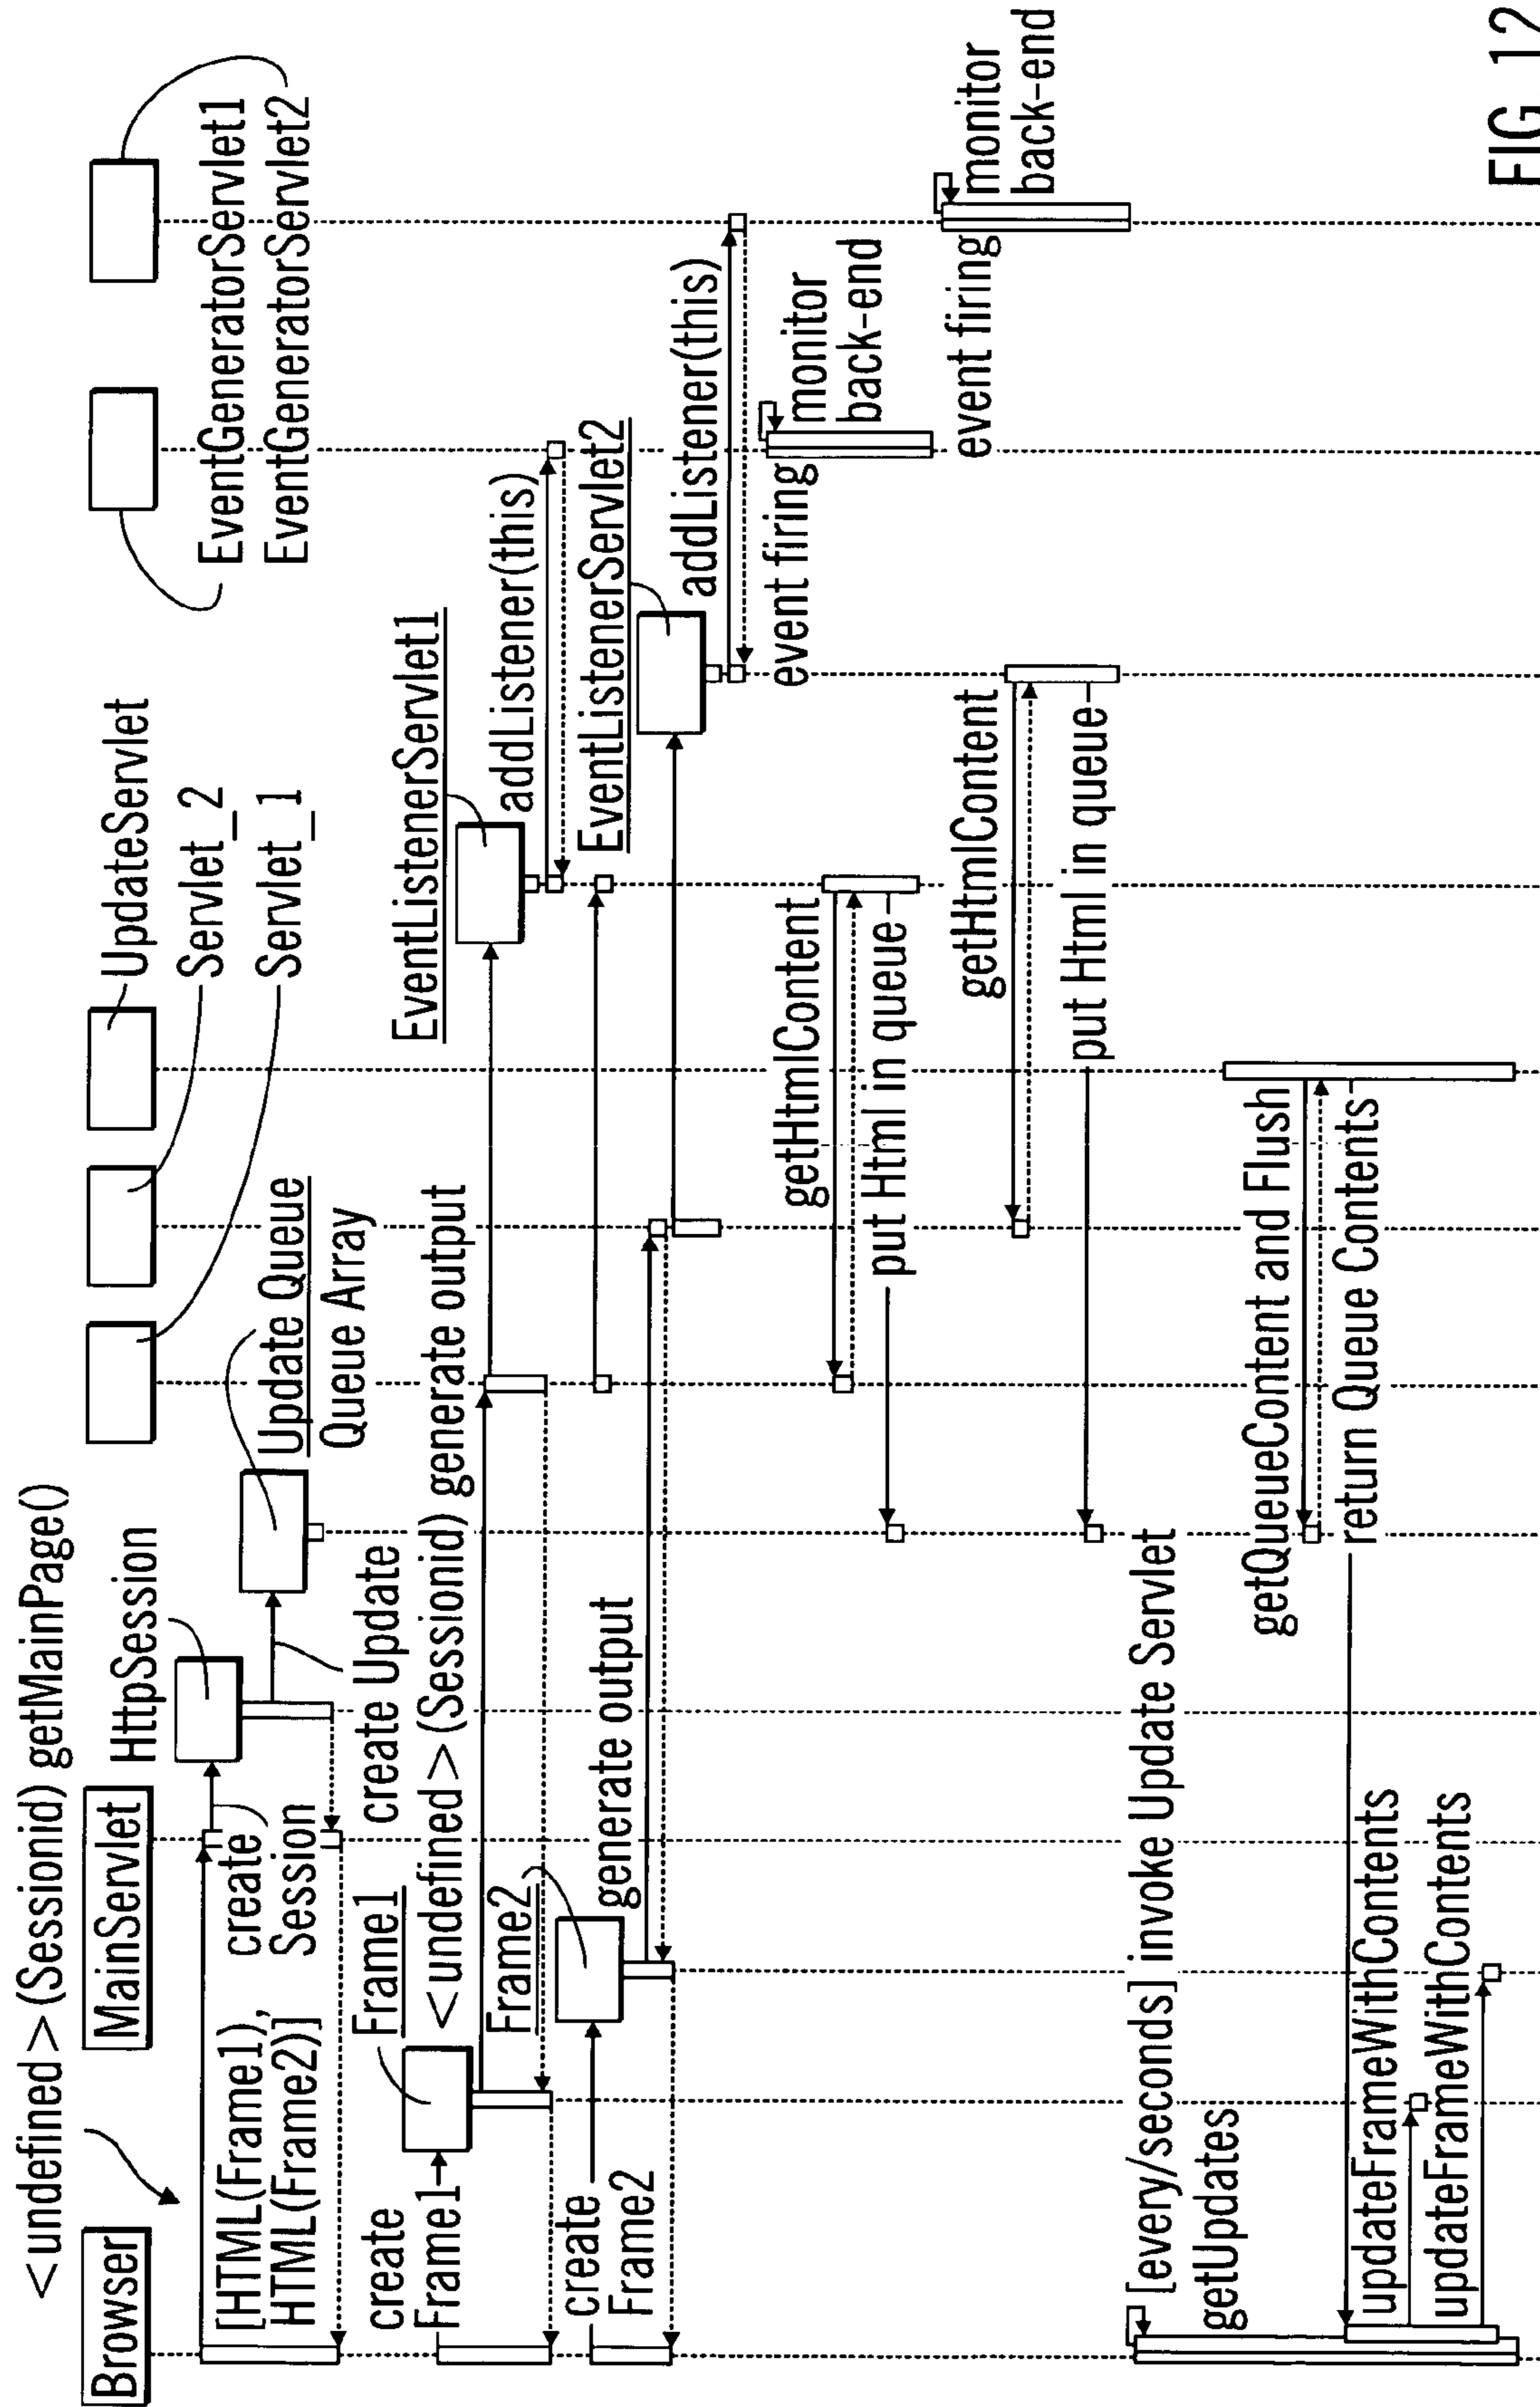 <undefined>(Sessionid) getMainPage()
Browser
MainServlet
HttpSession
UpdateServlet
Servlet_2
Servlet_1
EventGeneratorServlet1
EventGeneratorServlet2
[HTML(Frame1),
HTML(Frame2)]
create
Session
Update Queue
Queue Array
create Update
create
Frame1
Frame1
<undefined>(Sessionid) generate output
EventListenerServlet1
addListener(this)
Frame2
create
Frame2
generate output
EventListenerServlet2
addListener(this)
event firing
monitor
back-end
getHtmlContent
put Html in queue
event firing
monitor
back-end
getHtmlContent
put Html in queue
[every/seconds] invoke Update Servlet
getUpdates
getQueueContent and Flush
return Queue Contents
updateFrameWithContents
updateFrameWithContents
FIG.12